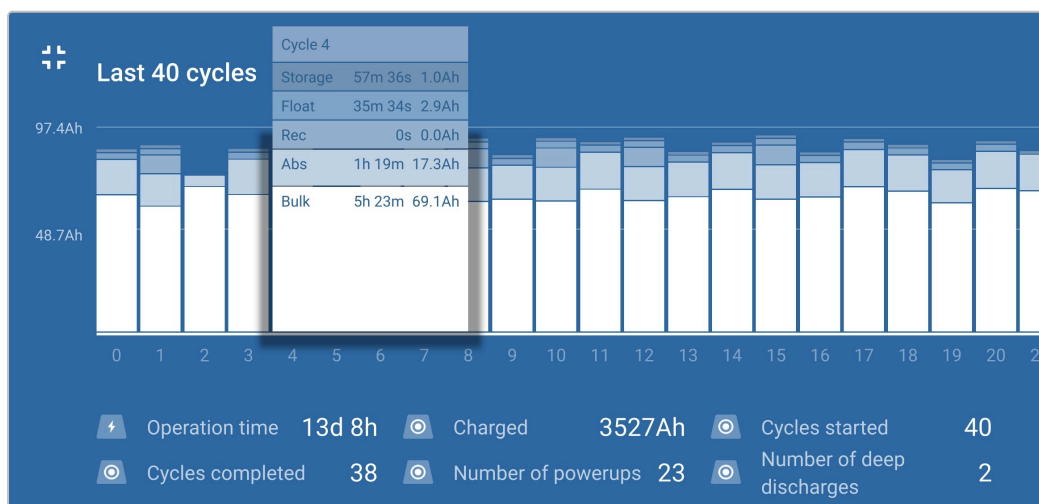 Last 40 cycles
Cycle 4
Storage 57m 36s 1.0Ah
Float 35m 34s 2.9Ah
Rec 0s 0.0Ah
Abs 1h 19m 17.3Ah
Bulk 5h 23m 69.1Ah
97.4Ah
48.7Ah
0 1 2 3 4 5 6 7 8 9 10 11 12 13 14 15 16 17 18 19 20
Operation time 13d 8h Charged 3527Ah Cycles started 40
Cycles completed 38 Number of powerups 23 Number of deep
discharges 2